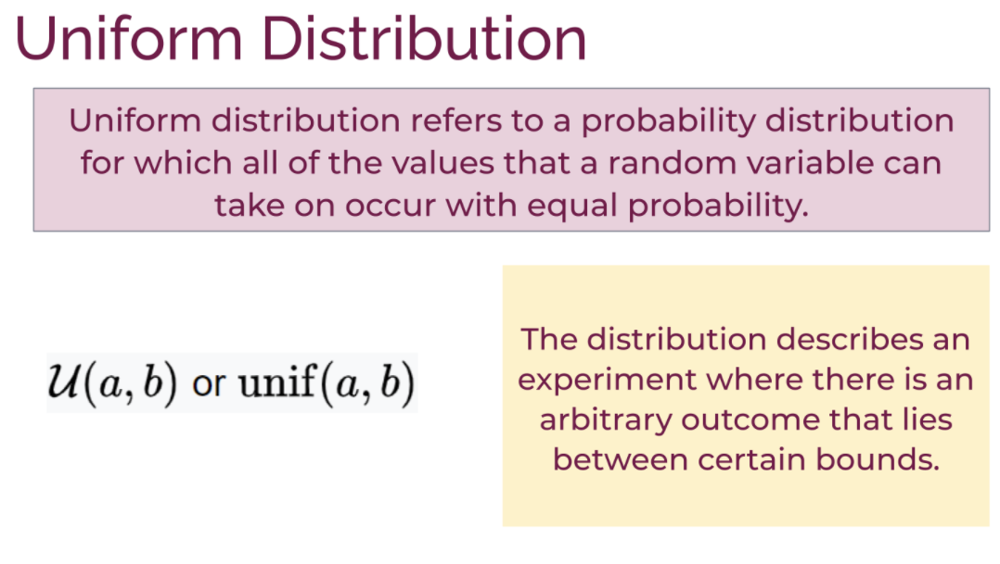 Uniform Distribution
Uniform distribution refers to a probability distribution
for which all of the values that a random variable can
take on occur with equal probability.
𝒰(a, b) or unif(a, b)
The distribution describes an
experiment where there is an
arbitrary outcome that lies
between certain bounds.